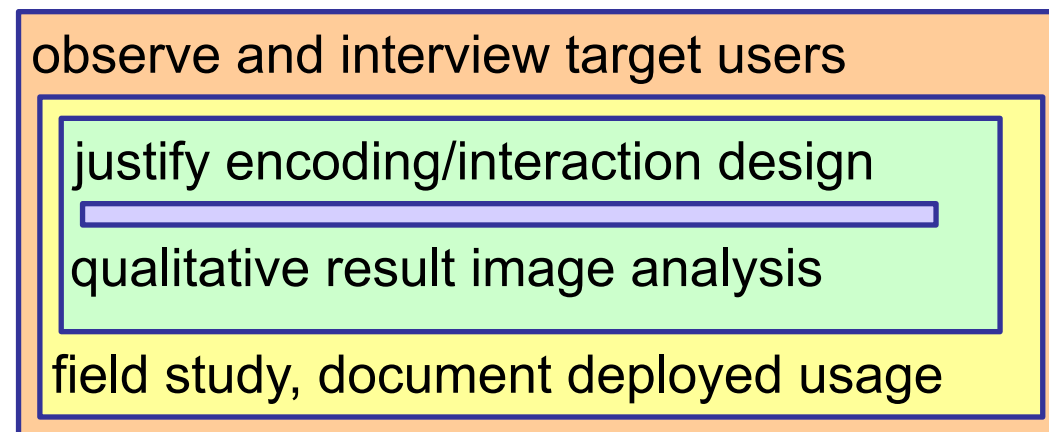 observe and interview target users
justify encoding/interaction design
qualitative result image analysis
field study, document deployed usage